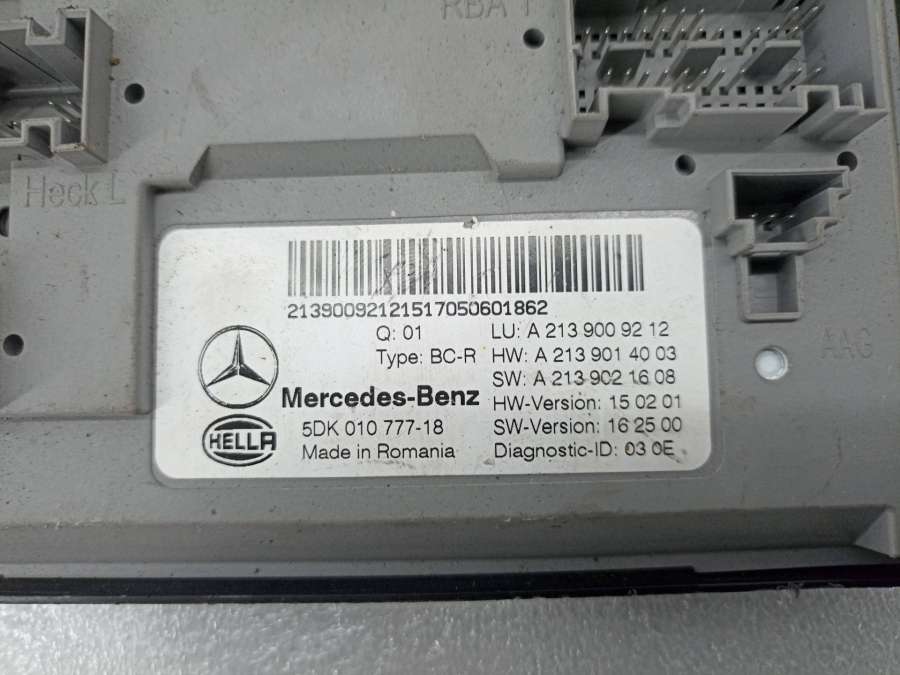 RBA 1
Heck L
2139009212151705060​1862
Q: 01
LU: A 213 900 92 12
Type: BC-R
HW: A 213 901 40 03
SW: A 213 902 16 08
Mercedes-Benz
HW-Version: 15 02 01
HELLA
5DK 010 777-18
SW-Version: 16 25 00
Made in Romania
Diagnostic-ID: 03 0E
AAG